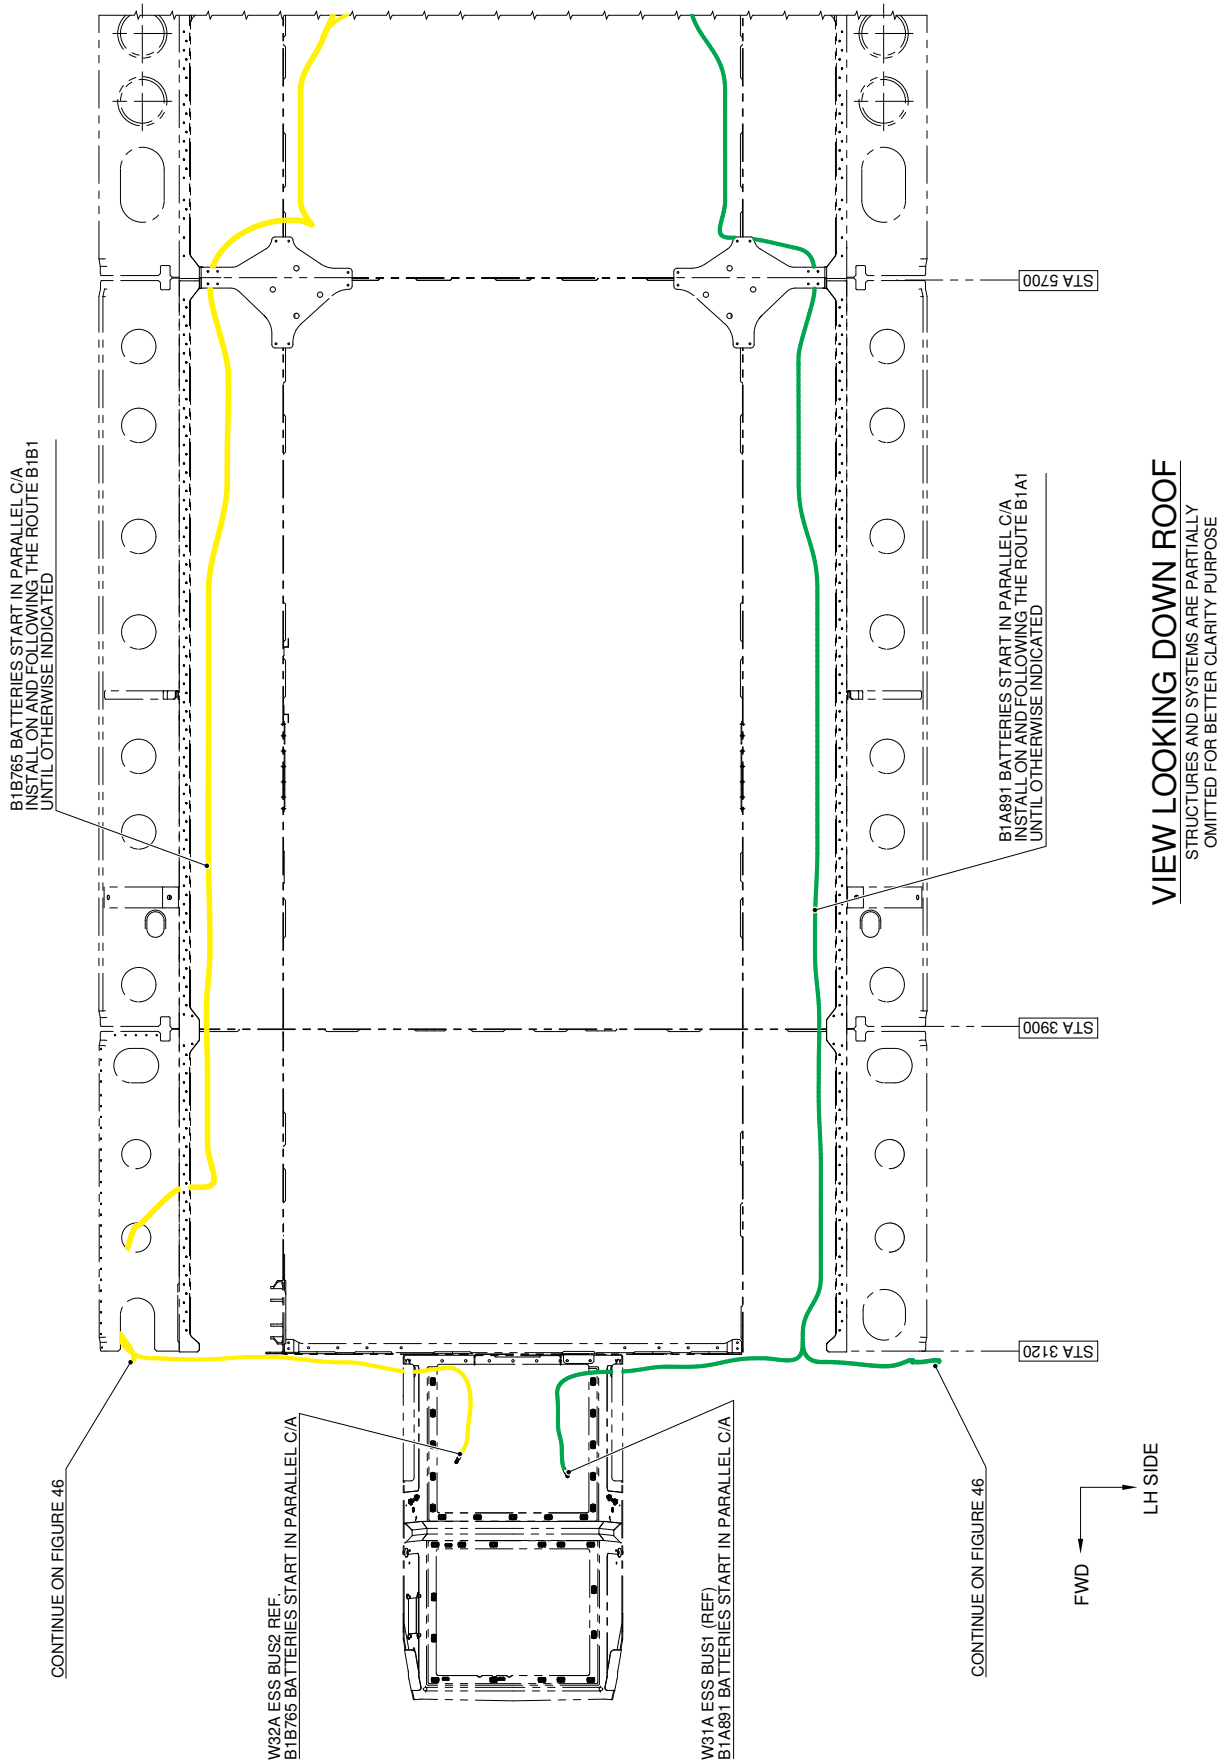 B1B765 BATTERIES START IN PARALLEL C/A
INSTALL ON AND FOLLOWING THE ROUTE B1B1
UNTIL OTHERWISE INDICATED
B1A891 BATTERIES START IN PARALLEL C/A
INSTALL ON AND FOLLOWING THE ROUTE B1A1
UNTIL OTHERWISE INDICATED
STA 5700
STA 3900
STA 3120
CONTINUE ON FIGURE 46
W32A ESS BUS2 REF.
B1B765 BATTERIES START IN PARALLEL C/A
W31A ESS BUS1 (REF)
B1A891 BATTERIES START IN PARALLEL C/A
CONTINUE ON FIGURE 46
FWD
LH SIDE
VIEW LOOKING DOWN ROOF
STRUCTURES AND SYSTEMS ARE PARTIALLY
OMITTED FOR BETTER CLARITY PURPOSE